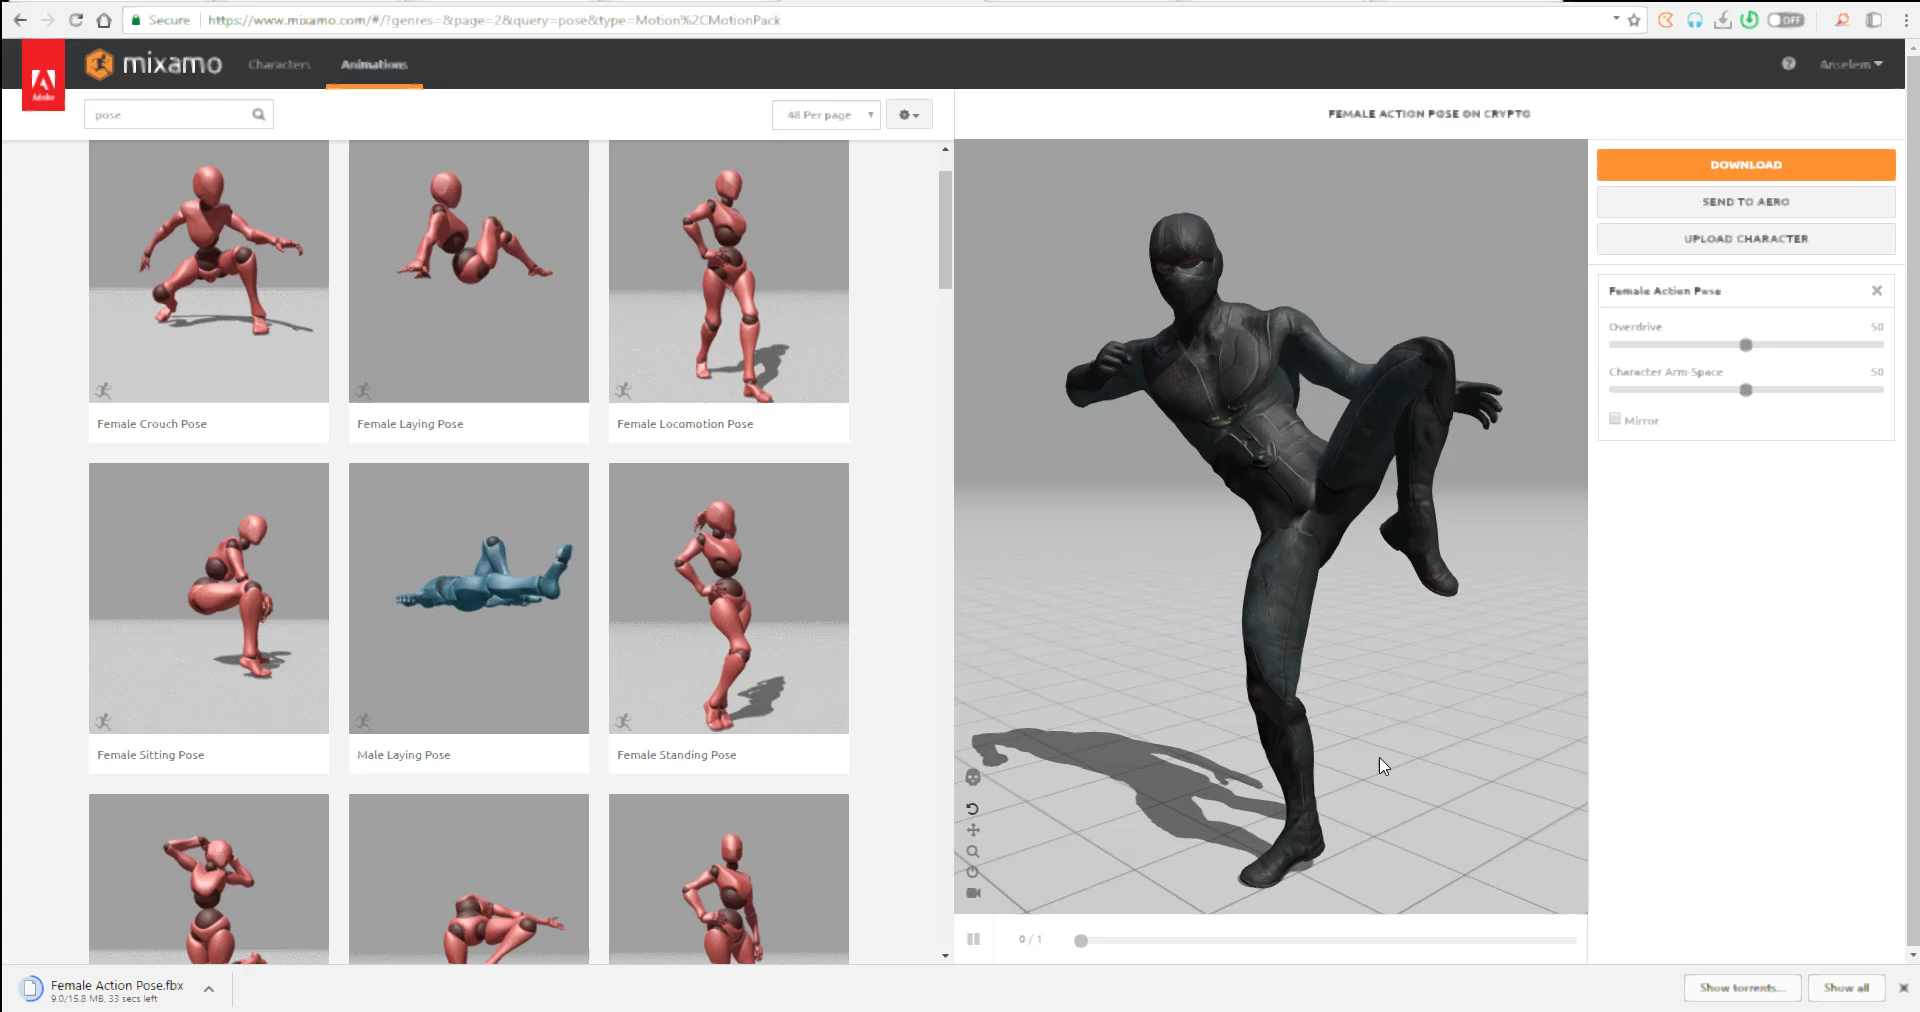 Secure https://www.mixamo.com/#/?genres=&page=2&query=pose&type=Motion%2CMotionPack
OFF
Adobe
mixamo Characters Animations Anselem
pose 48 Per page FEMALE ACTION POSE ON CRYPTO
DOWNLOAD
SEND TO AERO
UPLOAD CHARACTER
Female Action Pose
Overdrive 50
Character Arm-Space 50
Mirror
Female Crouch Pose Female Laying Pose Female Locomotion Pose
Female Sitting Pose Male Laying Pose Female Standing Pose
0 / 1
Female Action Pose.fbx
9.0/15.8 MB, 33 secs left
Show torrents... Show all